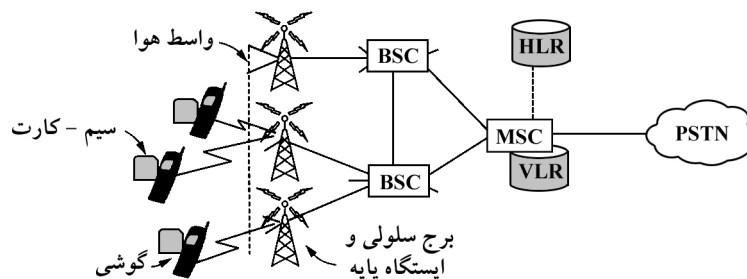 واسط هوا
BSC
HLR
سیم - کارت
MSC
PSTN
VLR
BSC
گوشی
برج سلولی و
ایستگاه پایه